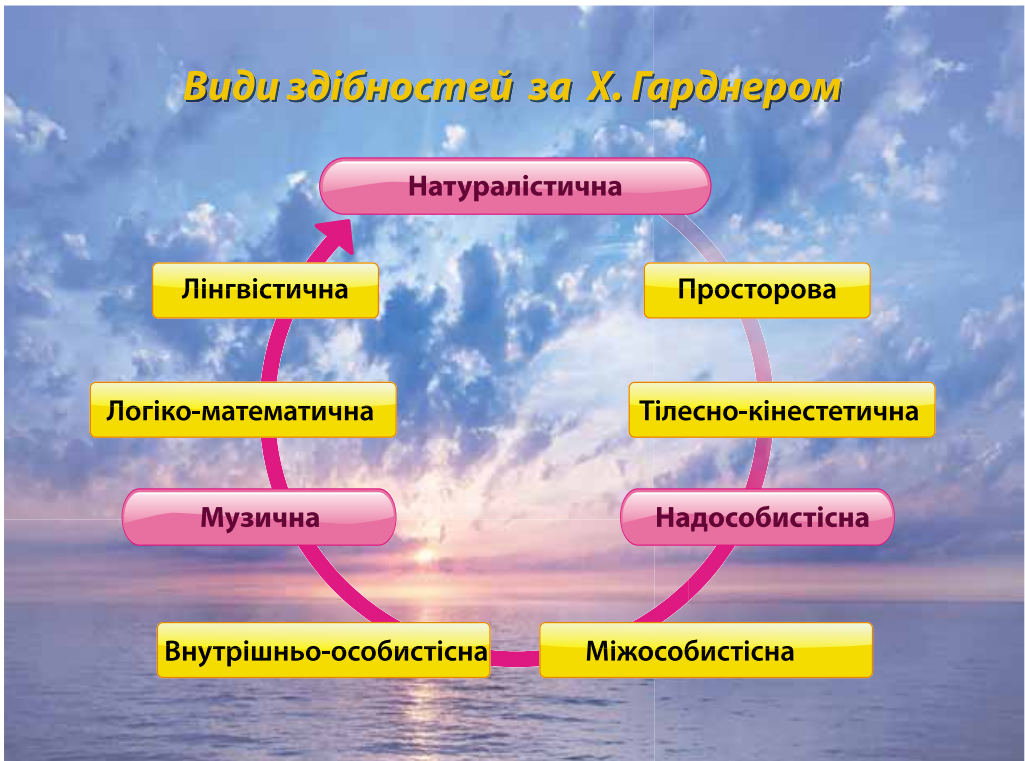 Види здібностей за Х. Гарднером
Натуралістична
Лінгвістична
Просторова
Логіко-математична
Тілесно-кінестетична
Музична
Надособистісна
Внутрішньо-особистісна
Міжособистісна